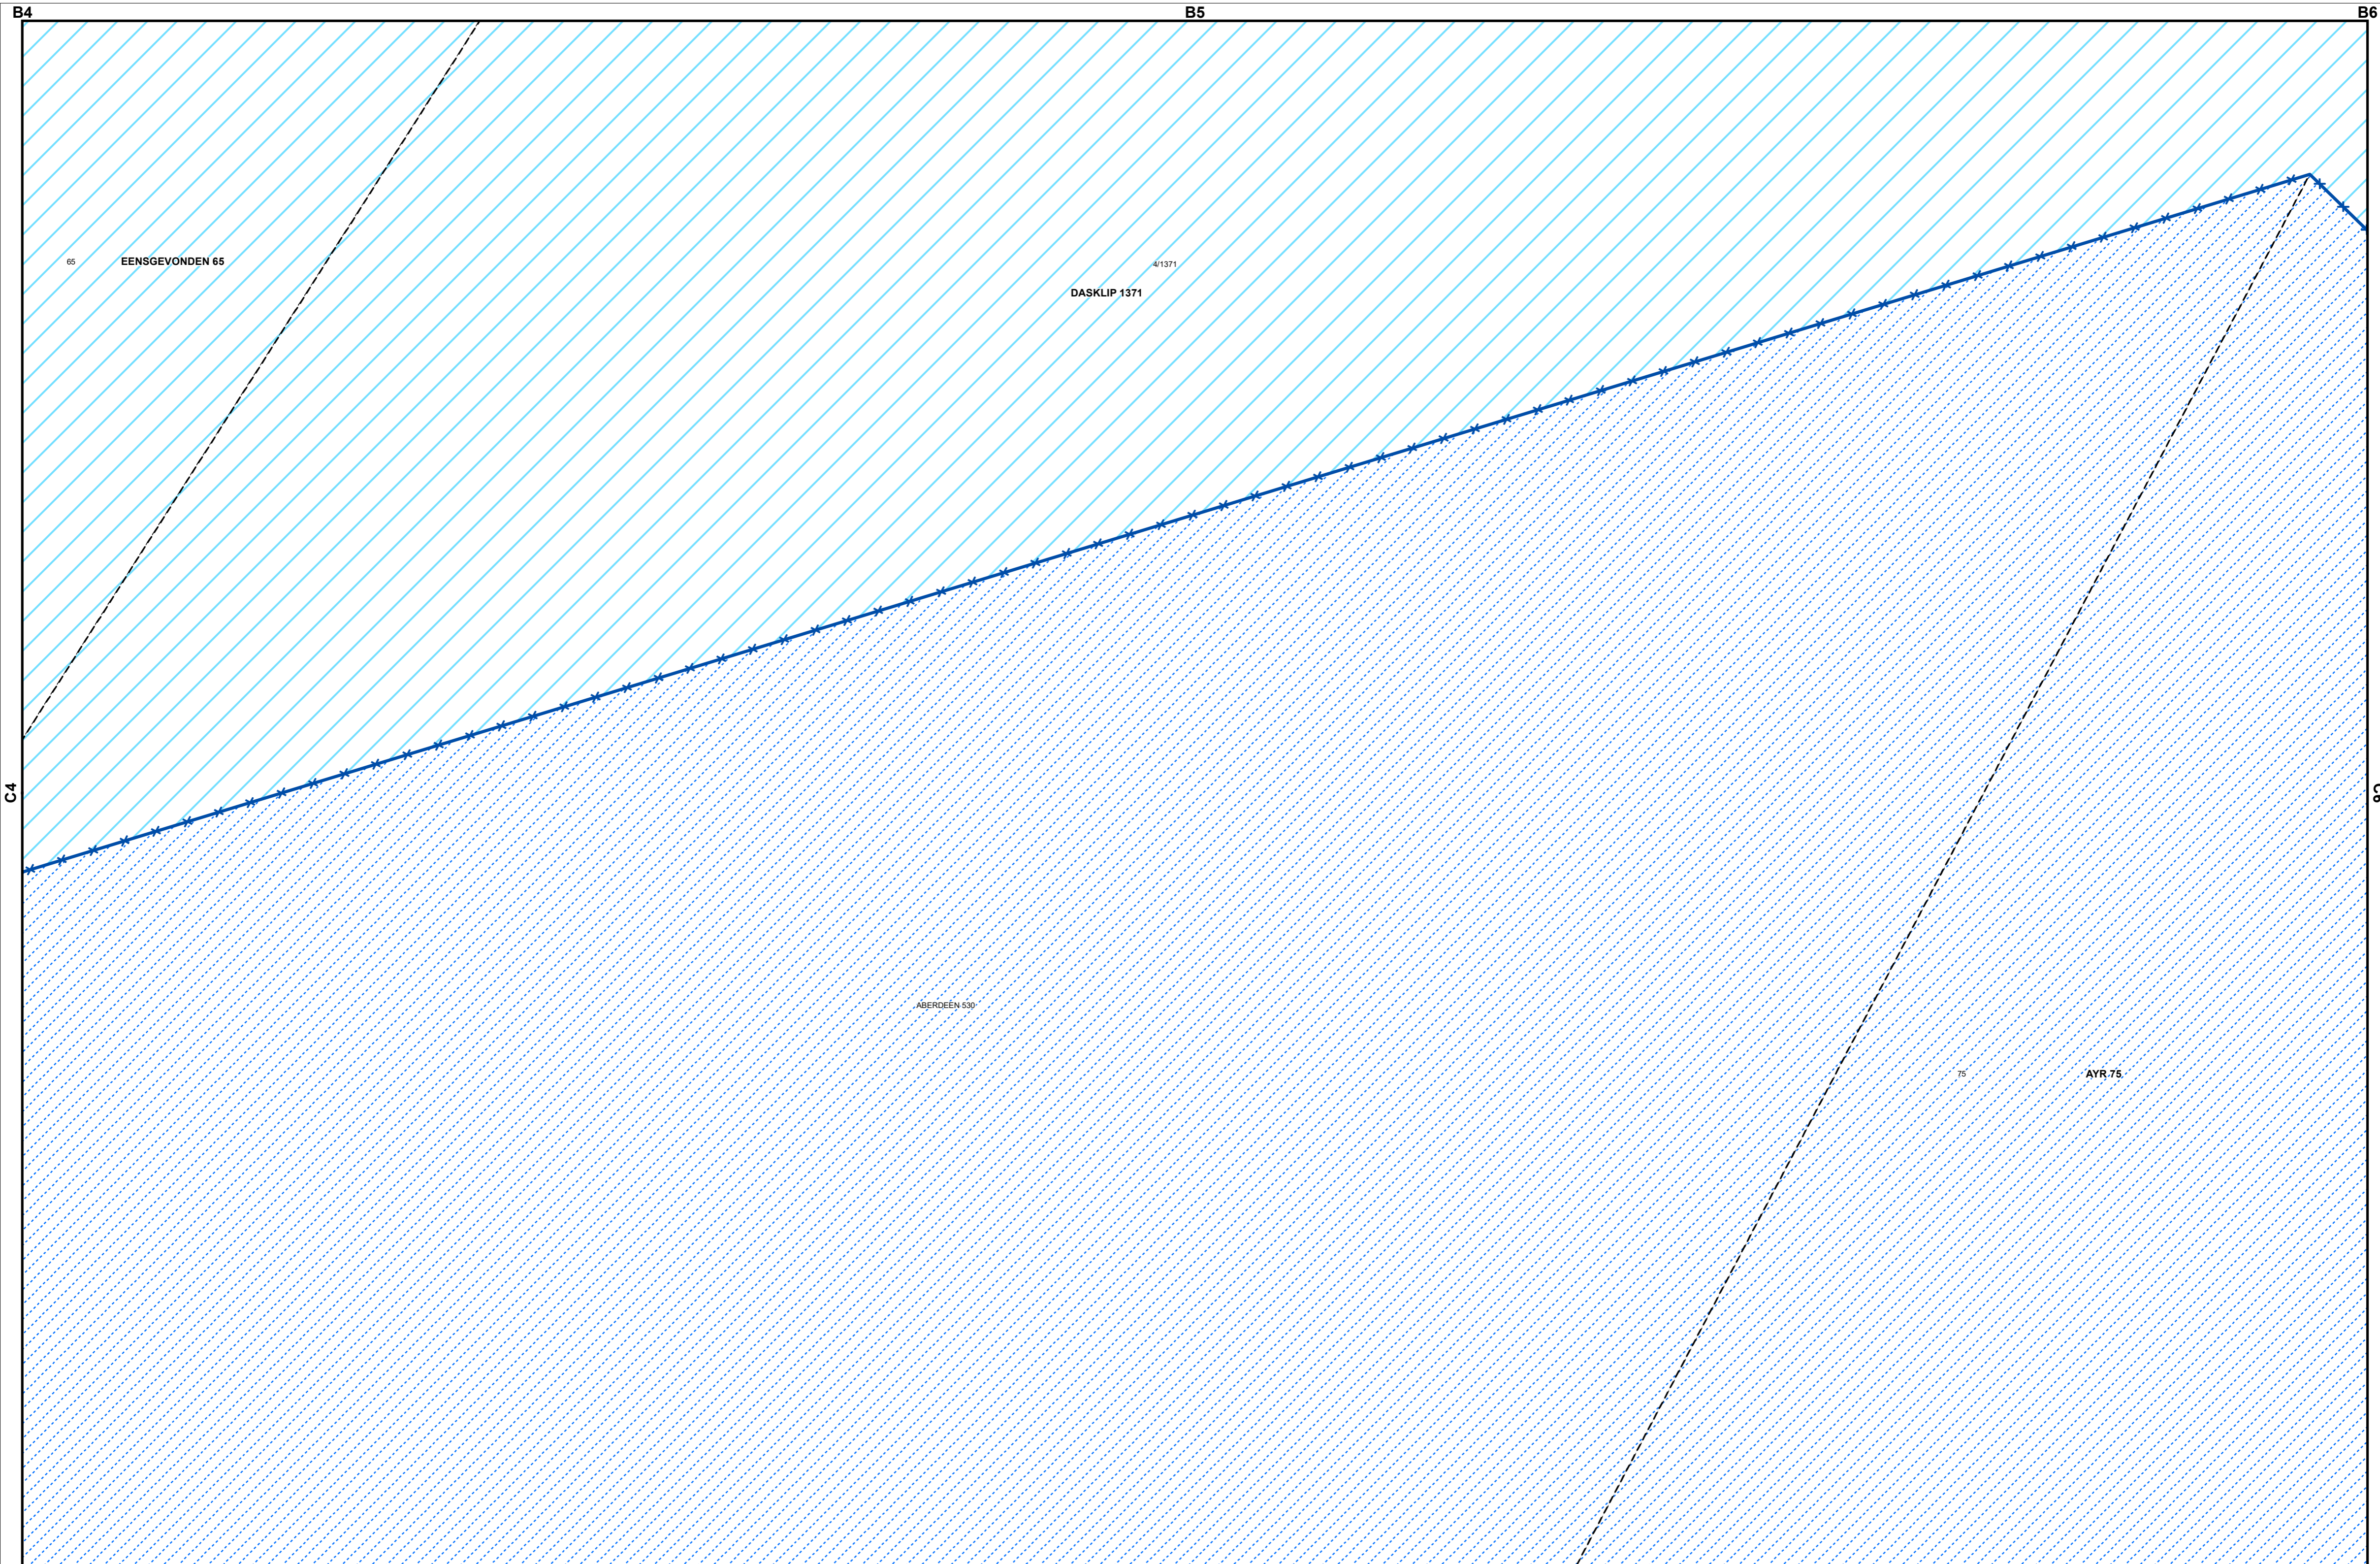 B4 B5 B6
65 EENSGEVONDEN 65
4/1371
DASKLIP 1371
C4
ABERDEEN 530
75 AYR 75